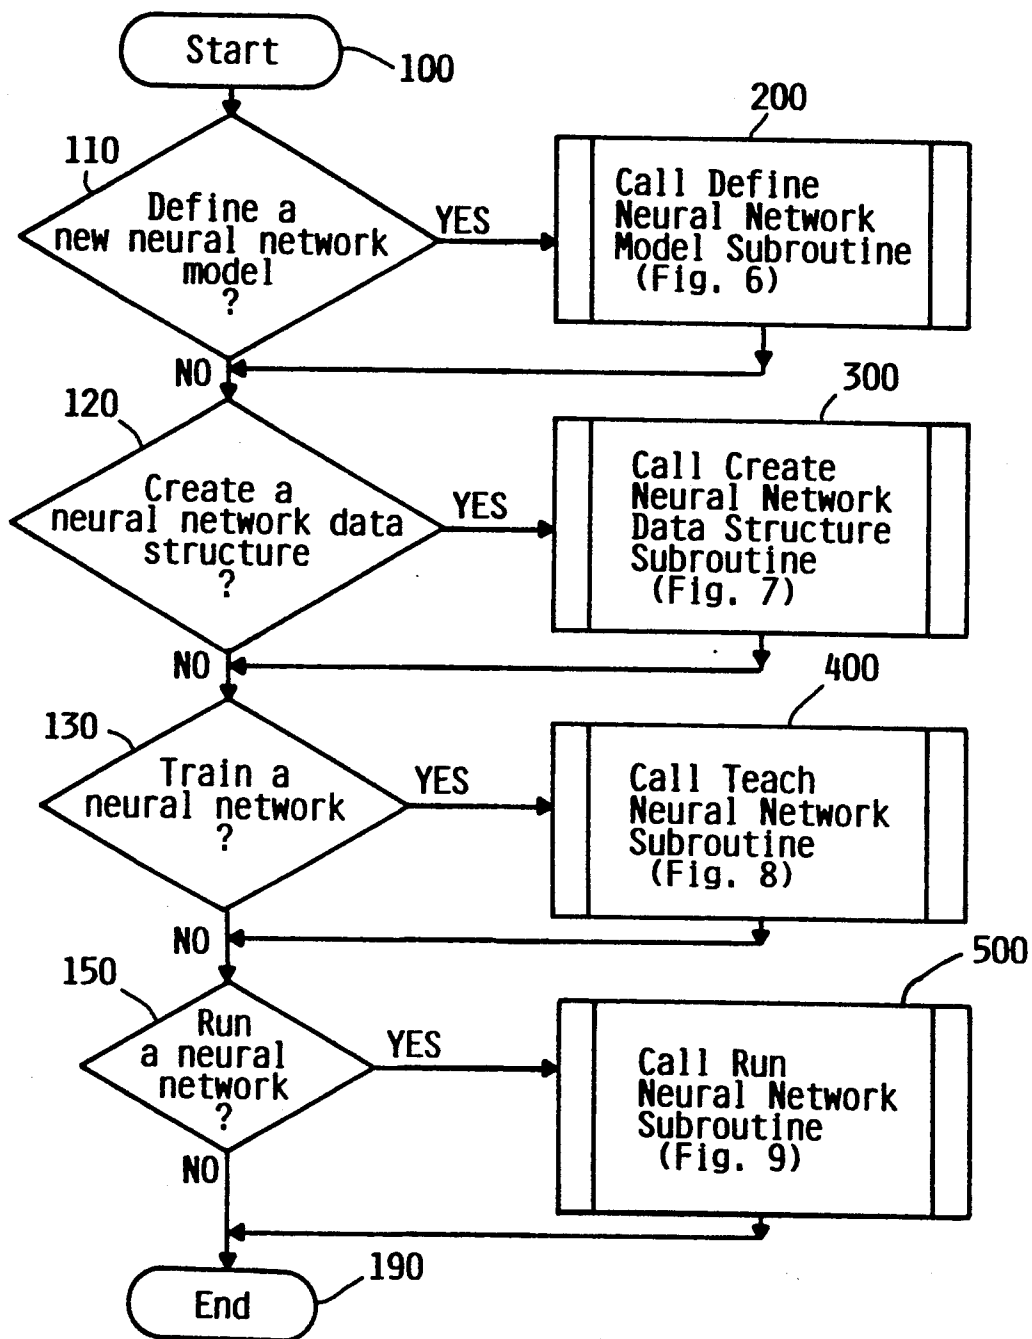 Start
100
200
110
Define a
new neural network
model
?
YES
Call Define
Neural Network
Model Subroutine
(Fig. 6)
NO
300
120
Create a
neural network data
structure
?
YES
Call Create
Neural Network
Data Structure
Subroutine
(Fig. 7)
NO
400
130
Train a
neural network
?
YES
Call Teach
Neural Network
Subroutine
(Fig. 8)
NO
500
150
Run
a neural
network
?
YES
Call Run
Neural Network
Subroutine
(Fig. 9)
NO
190
End